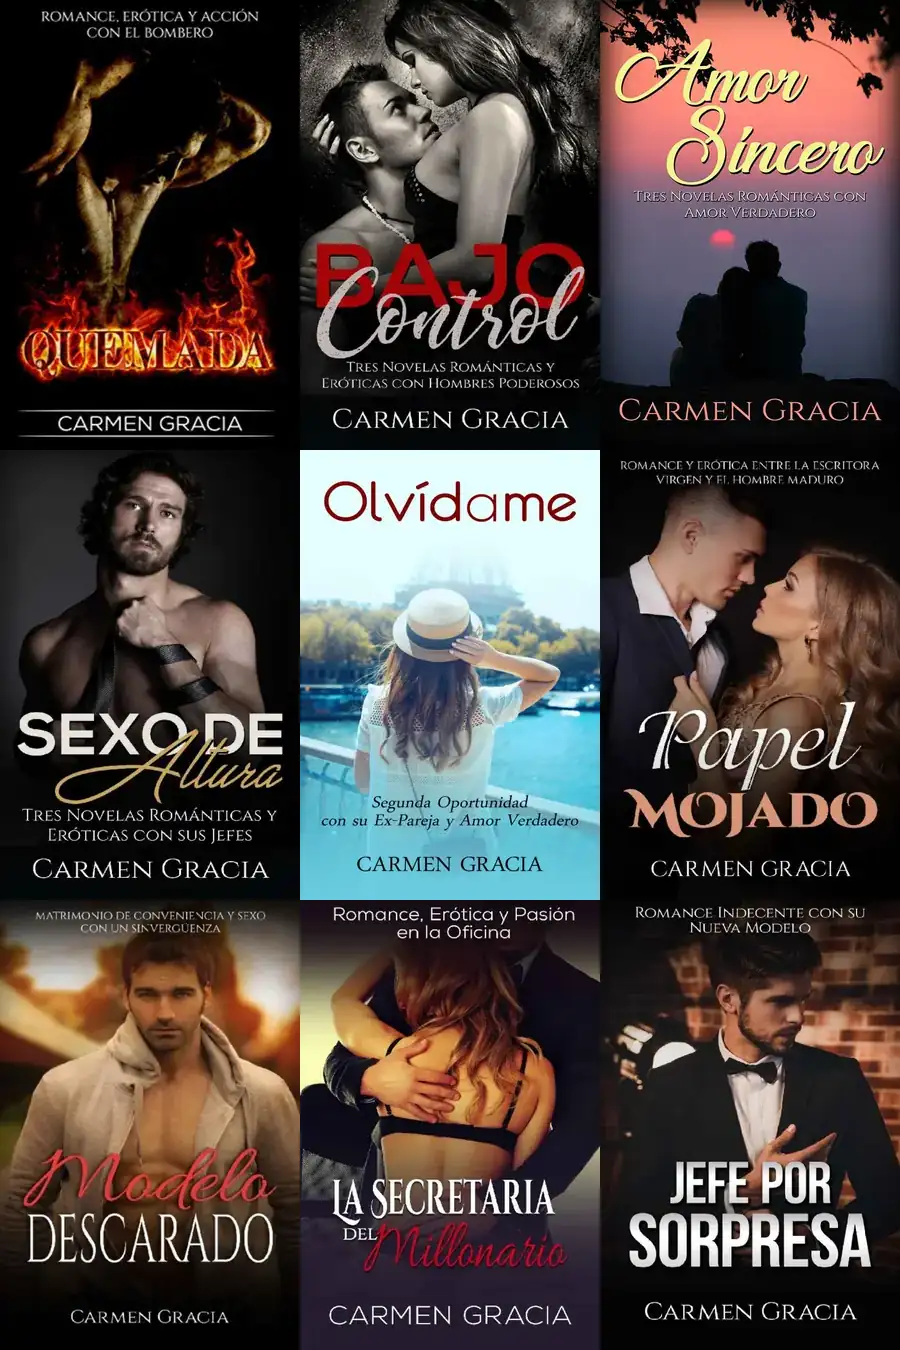 ROMANCE, ERÓTICA Y ACCIÓN
CON EL BOMBERO
QUEMADA
CARMEN GRACIA
BAJO
Control
Tres Novelas Románticas y
Eróticas con Hombres Poderosos
Carmen Gracia
Amor
Sincero
Tres Novelas Románticas con
Amor Verdadero
Carmen Gracia
SEXO DE
Altura
Tres Novelas Románticas y
Eróticas con sus Jefes
Carmen Gracia
Olvídame
Segunda Oportunidad
con su Ex-Pareja y Amor Verdadero
CARMEN GRACIA
ROMANCE Y ERÓTICA ENTRE LA ESCRITORA
VIRGEN Y EL HOMBRE MADURO
Papel
MOJADO
CARMEN GRACIA
MATRIMONIO DE CONVENIENCIA Y SEXO
CON UN SINVERGÜENZA
Modelo
DESCARADO
Carmen Gracia
Romance, Erótica y Pasión
en la Oficina
LA SECRETARIA
DEL Millonario
CARMEN GRACIA
Romance Indecente con su
Nueva Modelo
JEFE POR
SORPRESA
Carmen Gracia